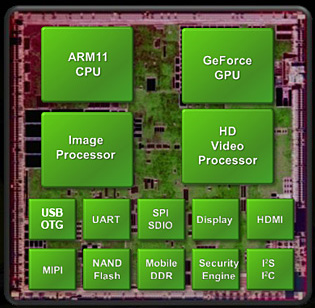 ARM11
CPU
GeForce
GPU
Image
Processor
HD
Video
Processor
USB
OTG
UART
SPI
SDIO
Display
HDMI
MIPI
NAND
Flash
Mobile
DDR
Security
Engine
I²S
I²C